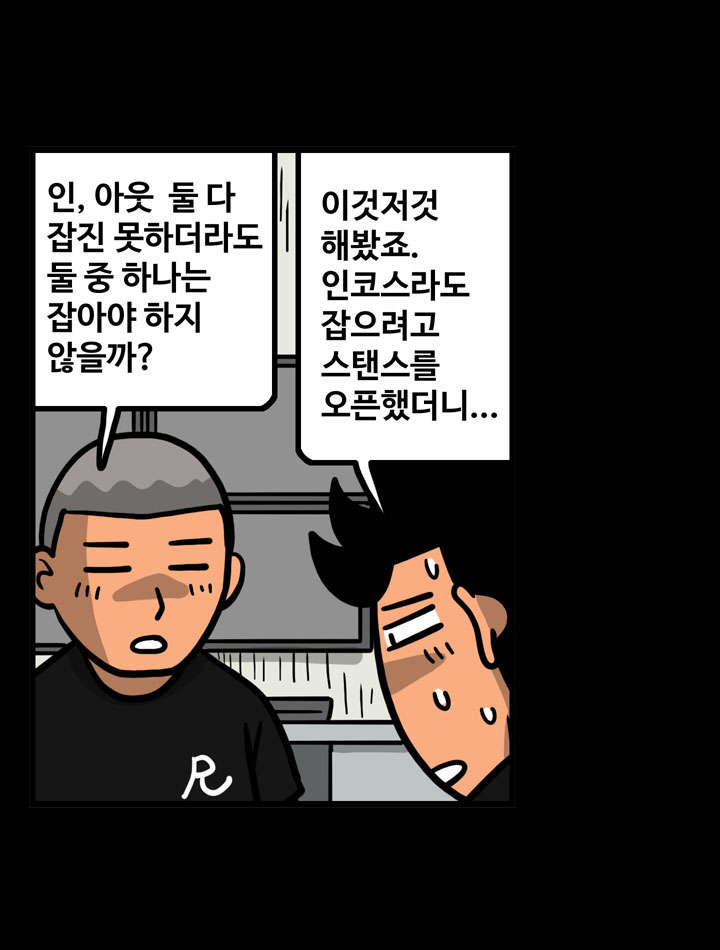 인, 아웃 둘 다
잡진 못하더라도
둘 중 하나는
잡아야 하지
않을까?
이것저것
해봤죠.
인코스라도
잡으려고
스탠스를
오픈했더니...
R